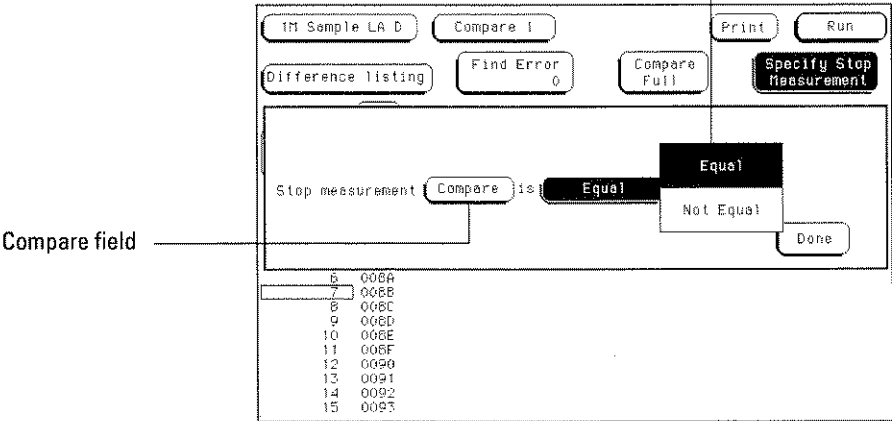 1M Sample LA D Compare 1 Print Run
Difference listing Find Error 0 Compare Full Specify Stop Measurement
Stop measurement Compare is Equal
Equal
Not Equal
Done
Compare field
6 008A
7 008B
8 008C
9 008D
10 008E
11 008F
12 0090
13 0091
14 0092
15 0093